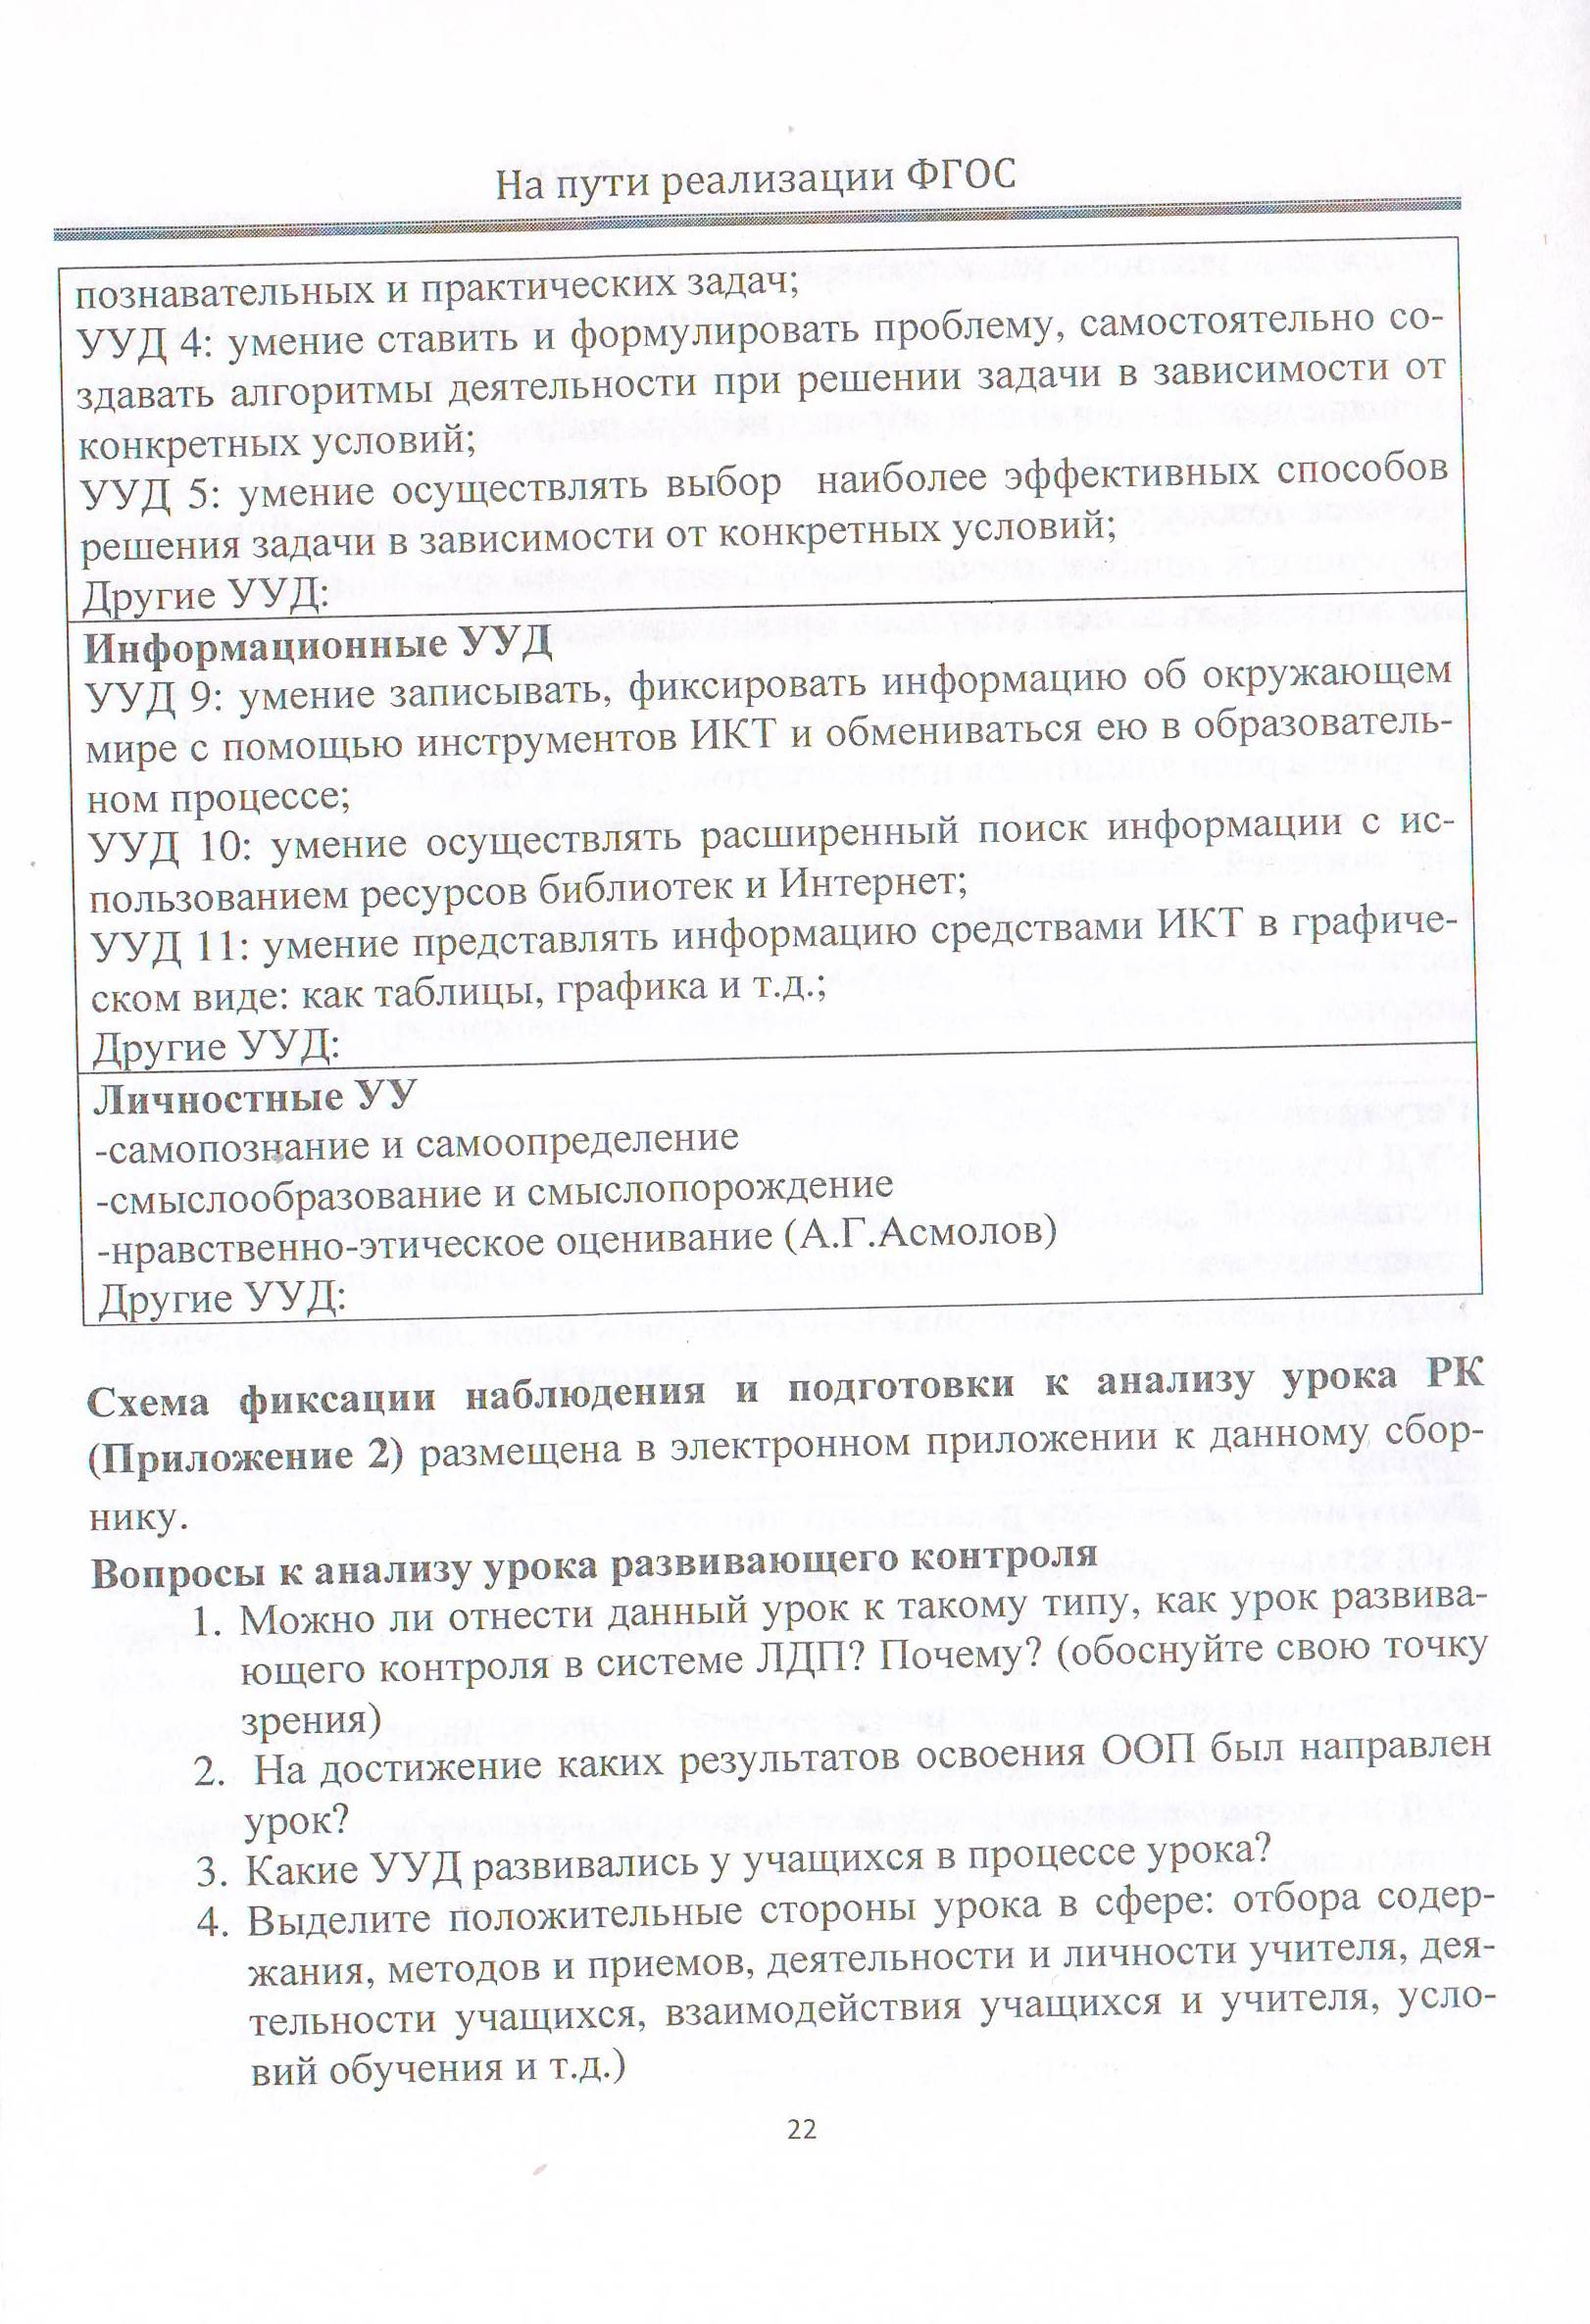 На пути реализации ФГОС
познавательных и практических задач;
УУД 4: умение ставить и формулировать проблему, самостоятельно со-
здавать алгоритмы деятельности при решении задачи в зависимости от
конкретных условий;
УУД 5: умение осуществлять выбор наиболее эффективных способов
решения задачи в зависимости от конкретных условий;
Другие УУД:
Информационные УУД
УУД 9: умение записывать, фиксировать информацию об окружающем
мире с помощью инструментов ИКТ и обмениваться ею в образователь-
ном процессе;
УУД 10: умение осуществлять расширенный поиск информации с ис-
пользованием ресурсов библиотек и Интернет;
УУД 11: умение представлять информацию средствами ИКТ в графиче-
ском виде: как таблицы, графика и т.д.;
Другие УУД:
Личностные УУ
-самопознание и самоопределение
-смыслообразование и смыслопорождение
-нравственно-этическое оценивание (А.Г.Асмолов)
Другие УУД:
Схема фиксации наблюдения и подготовки к анализу урока РК
(Приложение 2) размещена в электронном приложении к данному сбор-
нику.
Вопросы к анализу урока развивающего контроля
1. Можно ли отнести данный урок к такому типу, как урок развива-
ющего контроля в системе ЛДП? Почему? (обоснуйте свою точку
зрения)
2. На достижение каких результатов освоения ООП был направлен
урок?
3. Какие УУД развивались у учащихся в процессе урока?
4. Выделите положительные стороны урока в сфере: отбора содер-
жания, методов и приемов, деятельности и личности учителя, дея-
тельности учащихся, взаимодействия учащихся и учителя, усло-
вий обучения и т.д.)
22